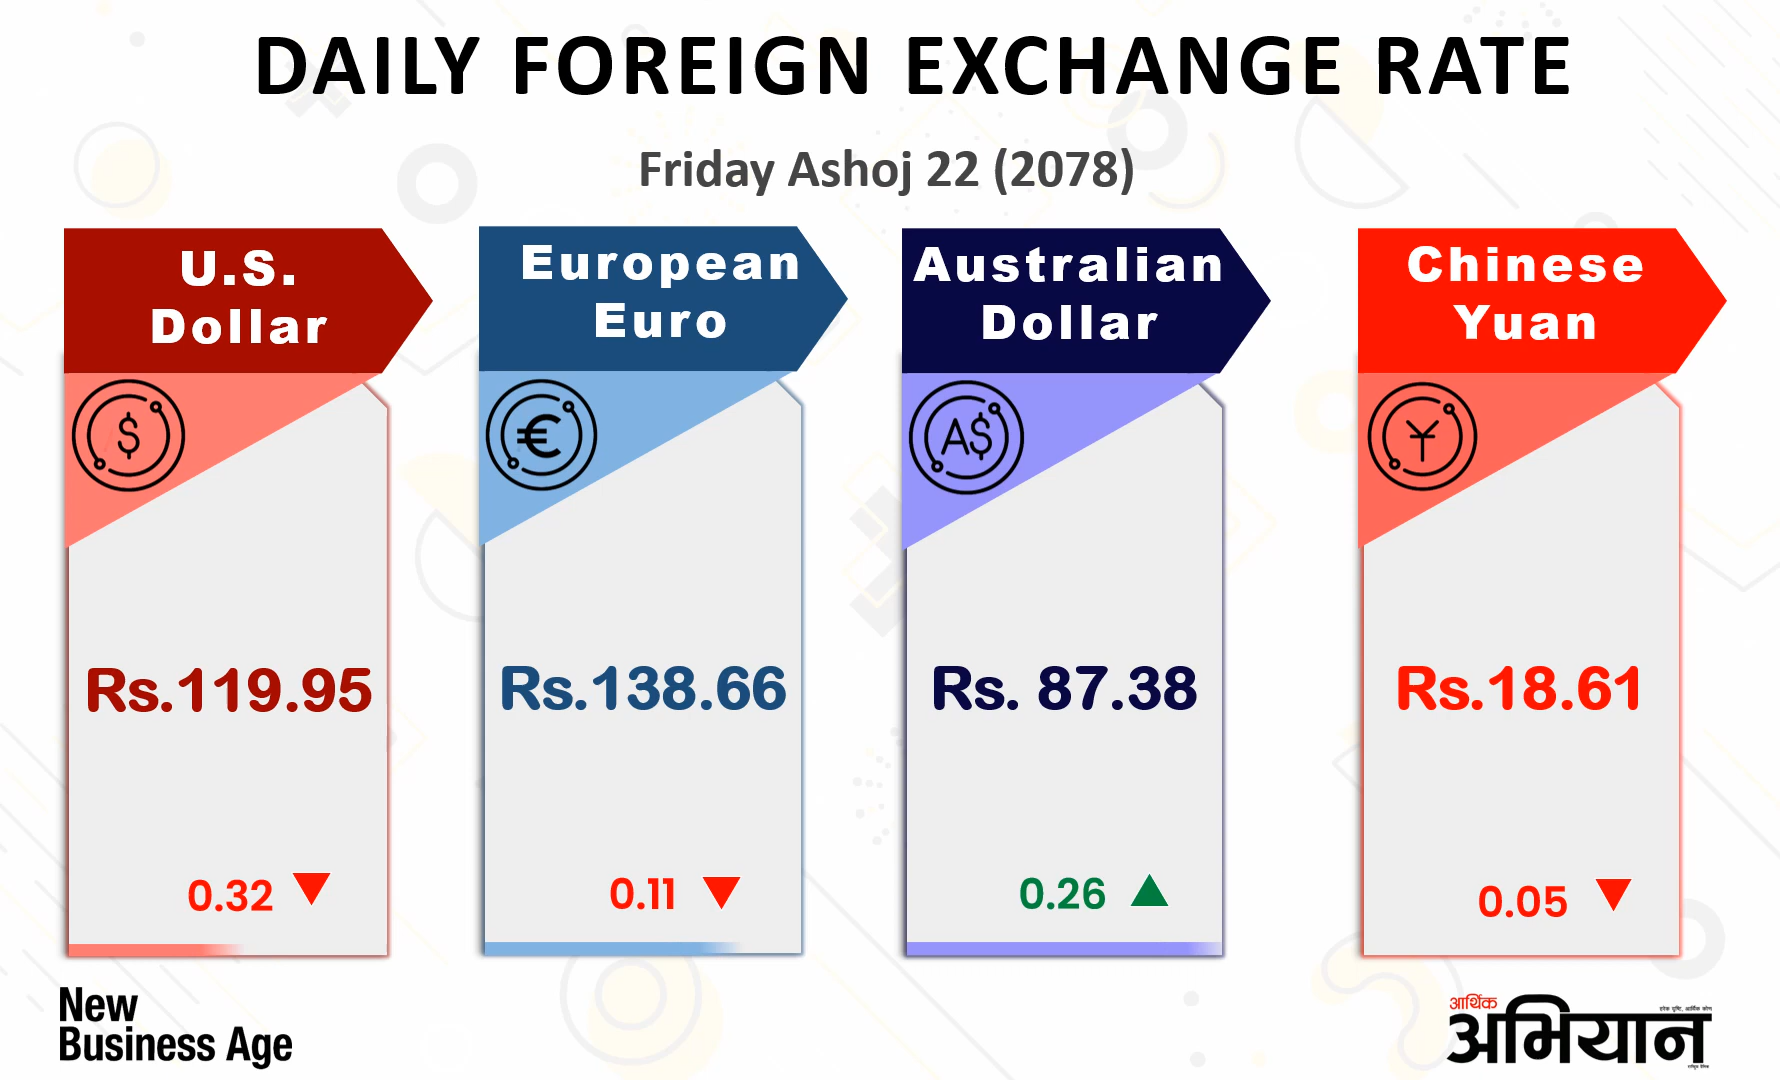 DAILY FOREIGN EXCHANGE RATE
Friday Ashoj 22 (2078)
U.S.
Dollar
$
Rs.119.95
0.32 ▼
European
Euro
€
Rs.138.66
0.11 ▼
Australian
Dollar
A$
Rs. 87.38
0.26 ▲
Chinese
Yuan
Rs.18.61
0.05 ▼
New
Business Age
आर्थिक
अभियान